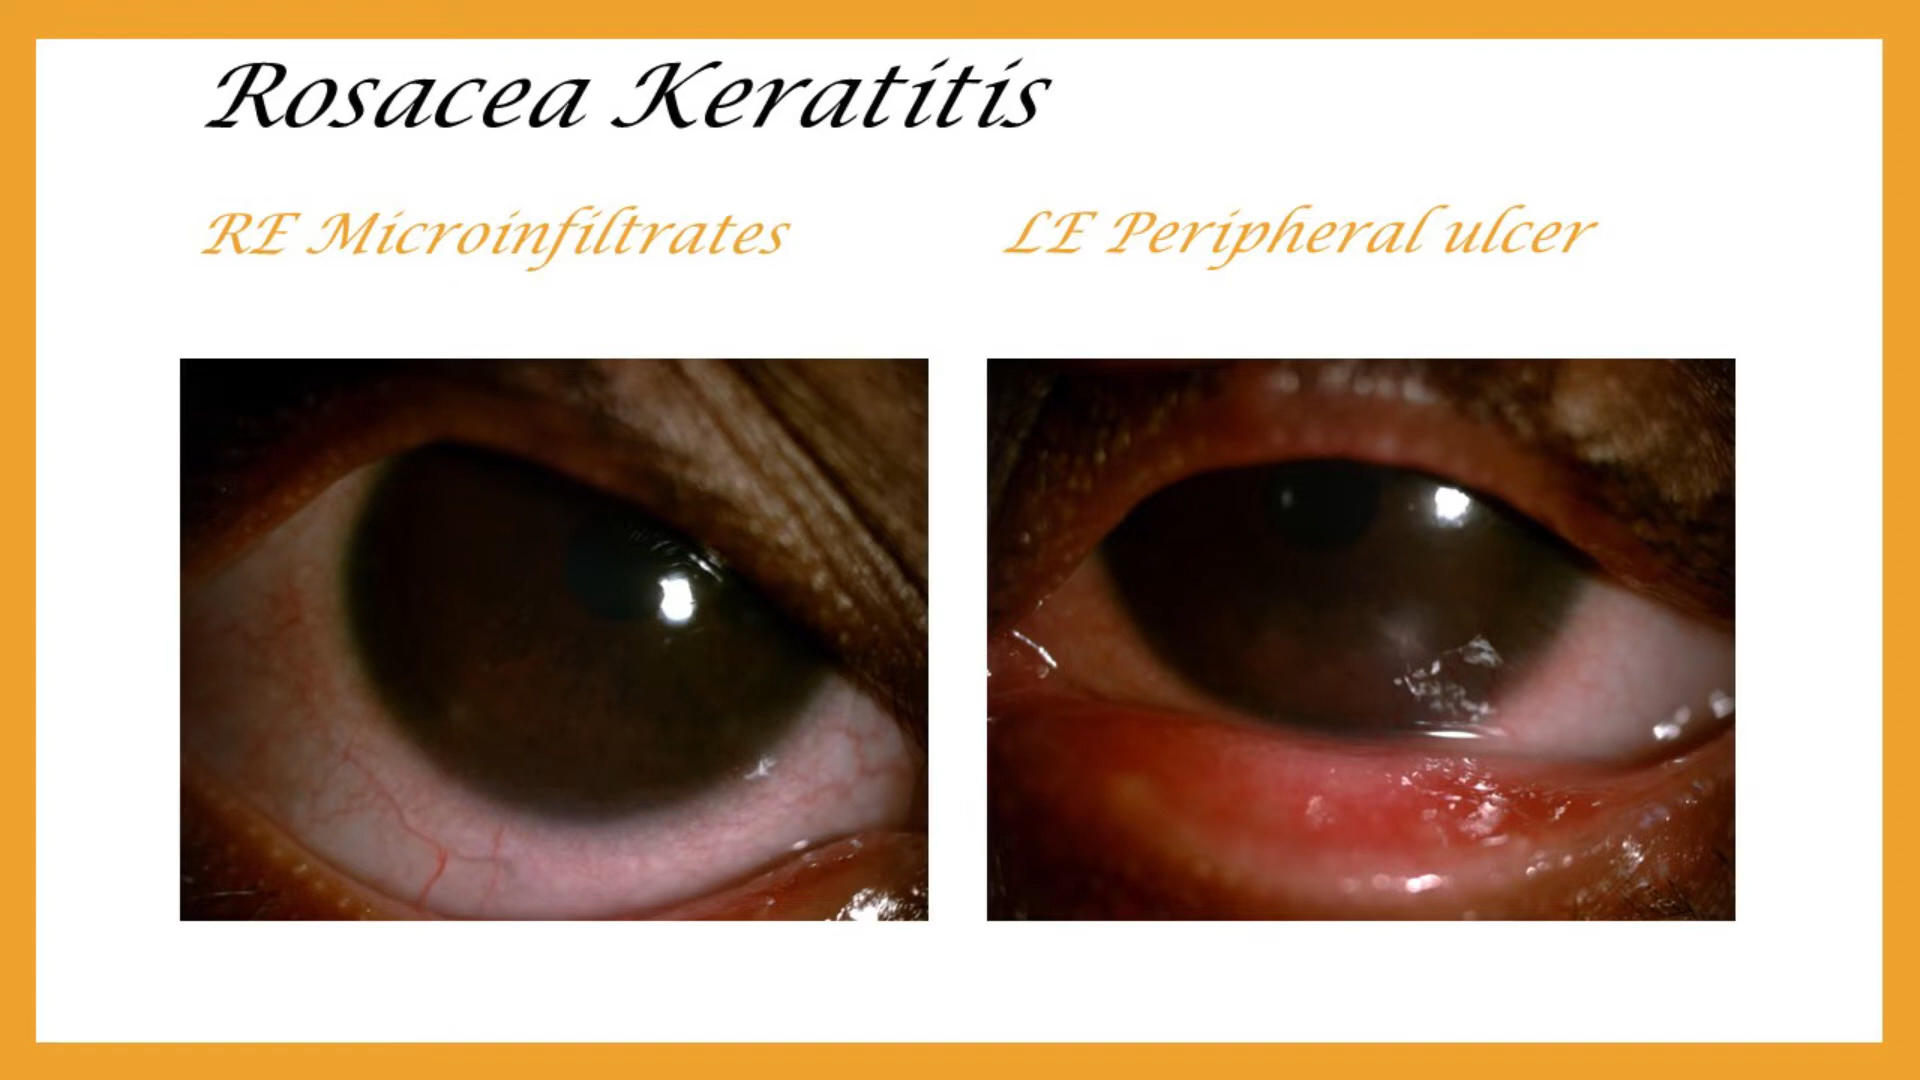 Rosacea Keratitis
RE Microinfiltrates
LE Peripheral ulcer